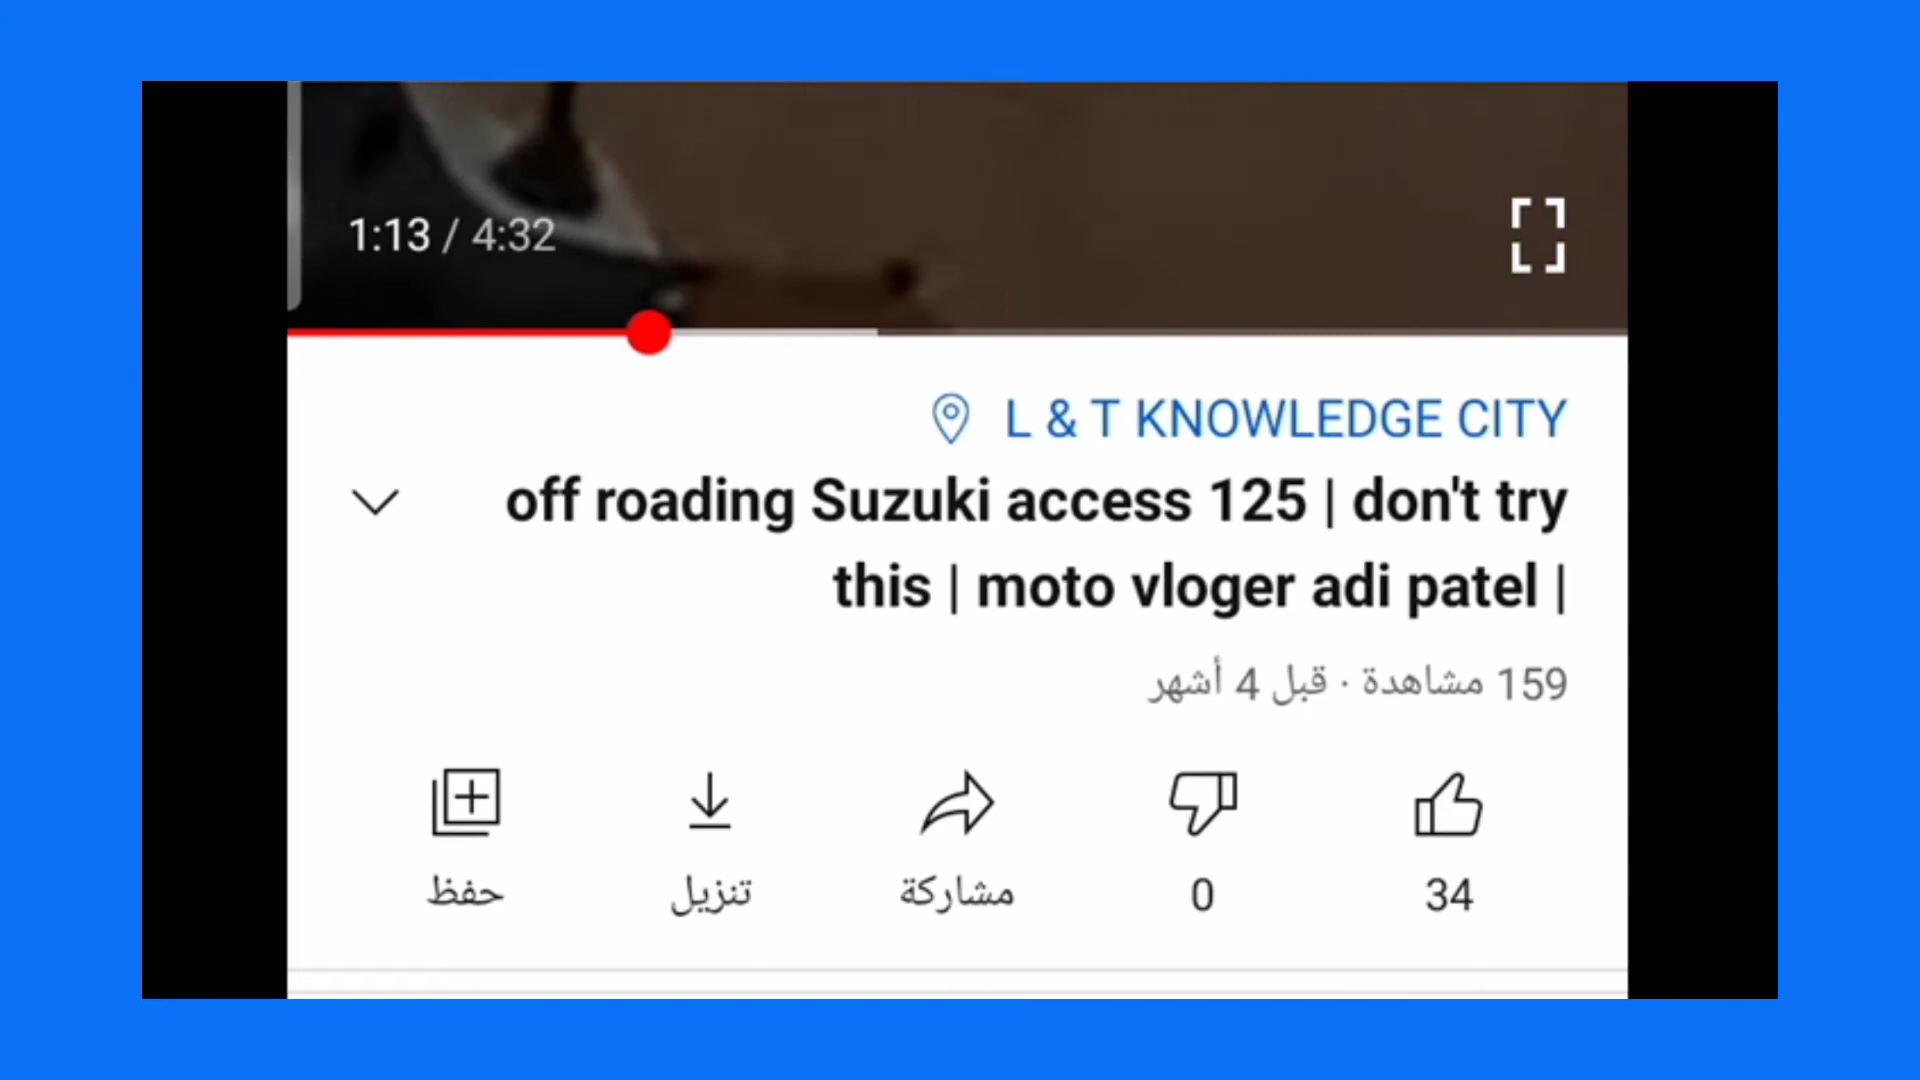 1:13 / 4:32
L & T KNOWLEDGE CITY
off roading Suzuki access 125 | don't try
this | moto vloger adi patel |
159 مشاهدة · قبل 4 أشهر
34
0
مشاركة
تنزيل
حفظ